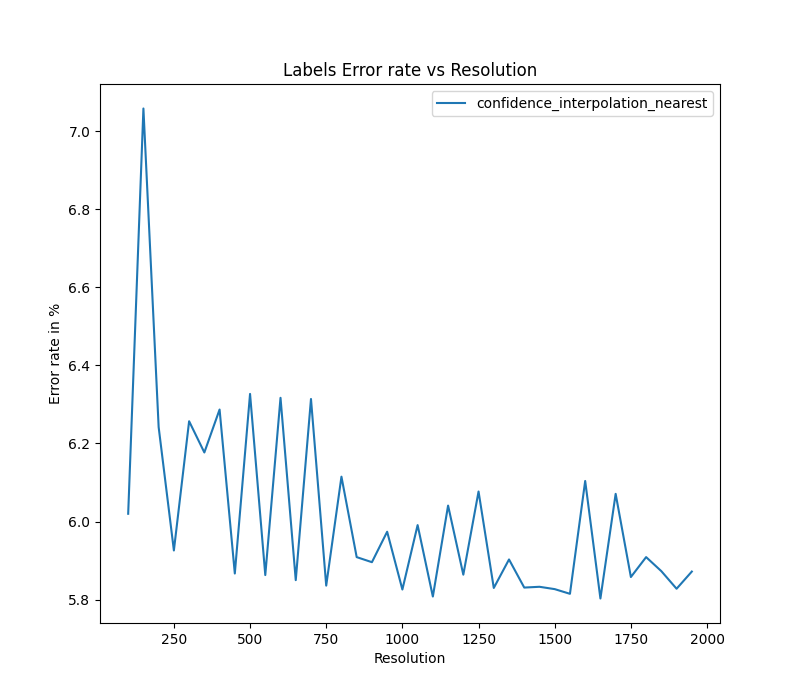 Labels Error rate vs Resolution
confidence_interpolation_nearest
Error rate in %
7.0
6.8
6.6
6.4
6.2
6.0
5.8
250 500 750 1000 1250 1500 1750 2000
Resolution